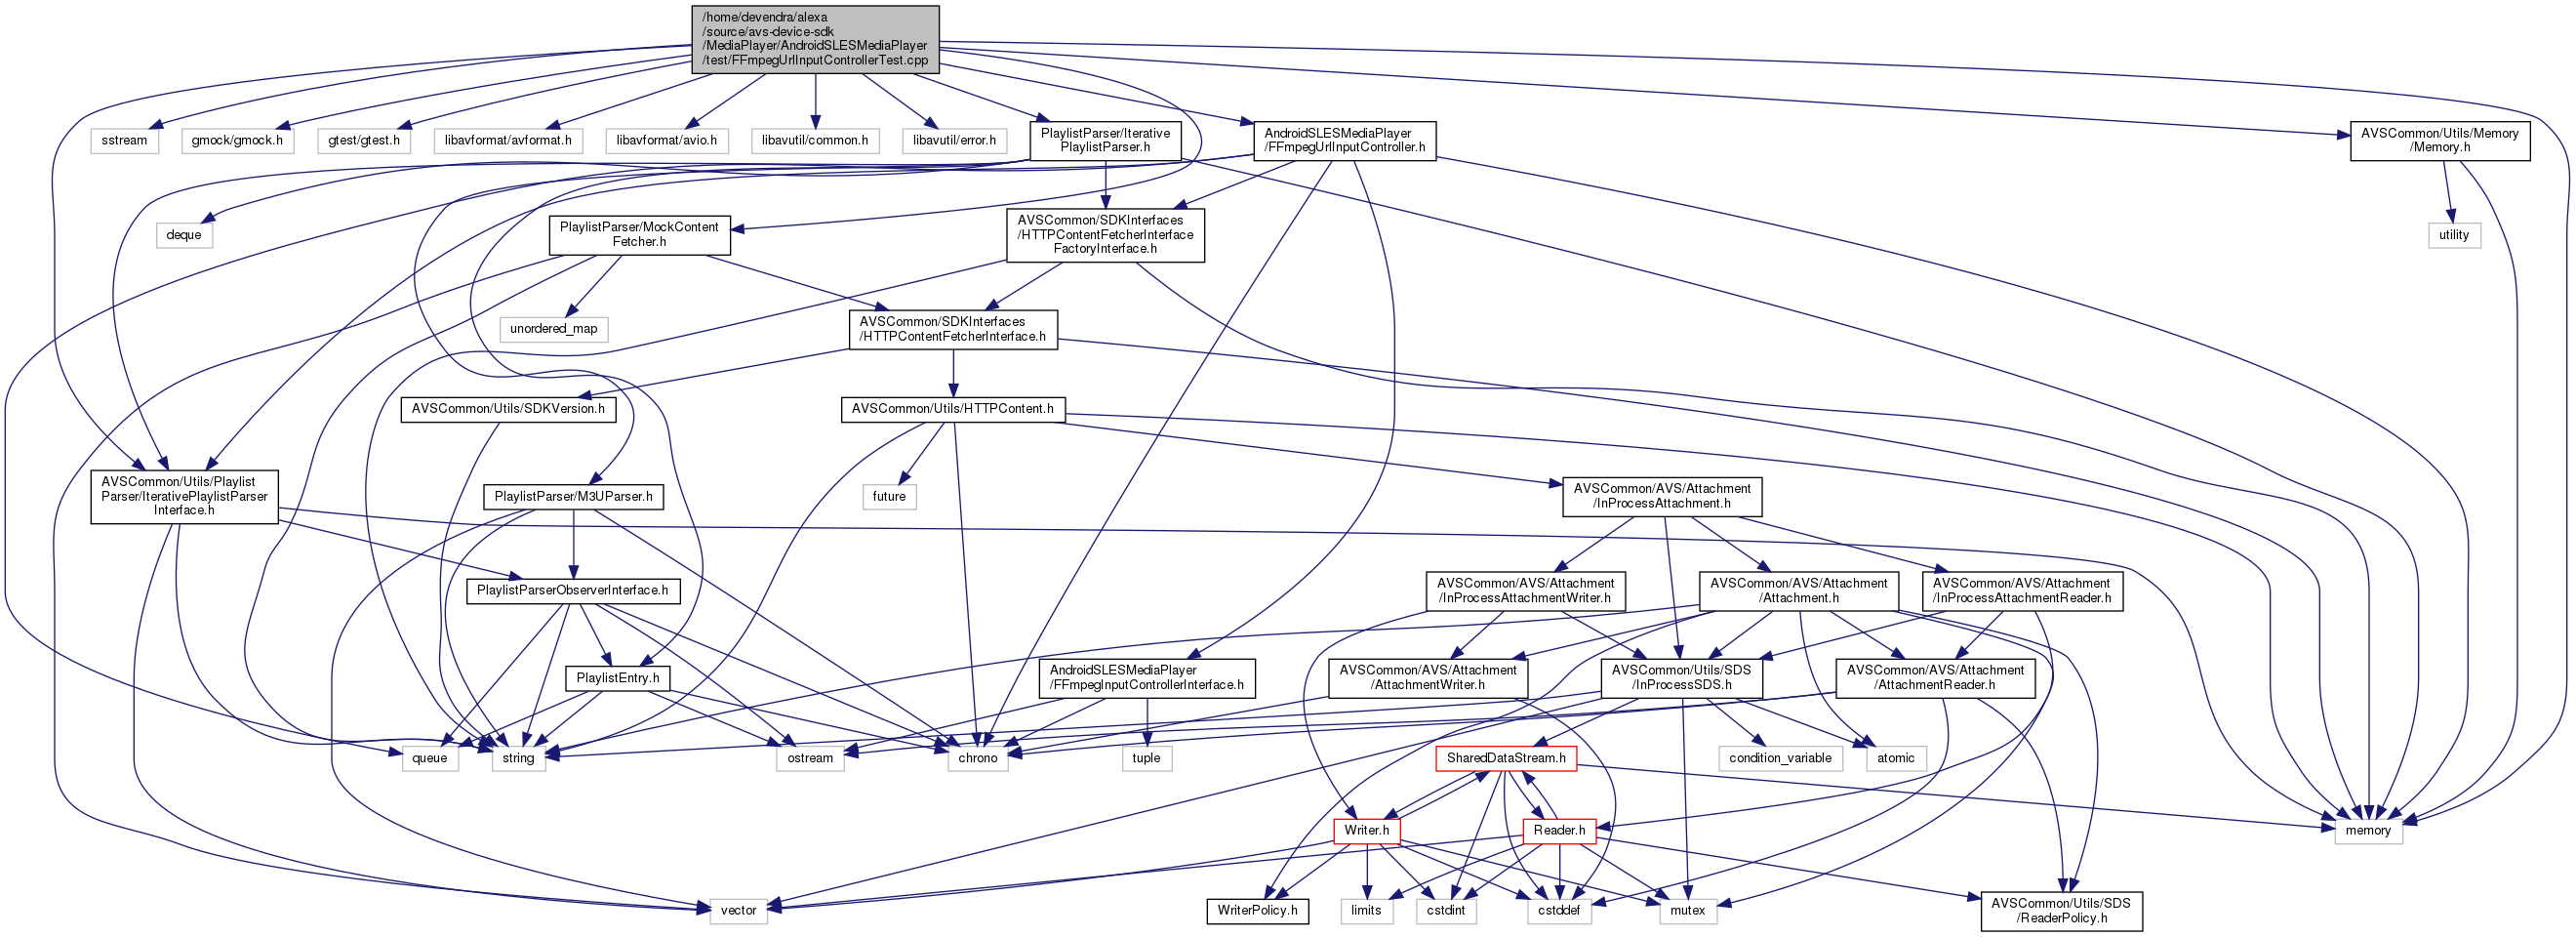 /home/devendra/alexa
/source/avs-device-sdk
/MediaPlayer/AndroidSLESMediaPlayer
/test/FFmpegUrlInputControllerTest.cpp
sstream
gmock/gmock.h
gtest/gtest.h
libavformat/avformat.h
libavformat/avio.h
libavutil/common.h
libavutil/error.h
PlaylistParser/Iterative
PlaylistParser.h
AndroidSLESMediaPlayer
/FFmpegUrlInputController.h
AVSCommon/Utils/Memory
/Memory.h
deque
PlaylistParser/MockContent
Fetcher.h
AVSCommon/SDKInterfaces
/HTTPContentFetcherInterface
FactoryInterface.h
utility
unordered_map
AVSCommon/SDKInterfaces
/HTTPContentFetcherInterface.h
AVSCommon/Utils/SDKVersion.h
AVSCommon/Utils/HTTPContent.h
AVSCommon/Utils/Playlist
Parser/IterativePlaylistParser
Interface.h
PlaylistParser/M3UParser.h
future
AVSCommon/AVS/Attachment
/InProcessAttachment.h
PlaylistParserObserverInterface.h
AVSCommon/AVS/Attachment
/InProcessAttachmentWriter.h
AVSCommon/AVS/Attachment
/Attachment.h
AVSCommon/AVS/Attachment
/InProcessAttachmentReader.h
PlaylistEntry.h
AndroidSLESMediaPlayer
/FFmpegInputControllerInterface.h
AVSCommon/AVS/Attachment
/AttachmentWriter.h
AVSCommon/Utils/SDS
/InProcessSDS.h
AVSCommon/AVS/Attachment
/AttachmentReader.h
queue
string
ostream
chrono
tuple
SharedDataStream.h
condition_variable
atomic
Writer.h
Reader.h
memory
vector
WriterPolicy.h
limits
cstdint
cstddef
mutex
AVSCommon/Utils/SDS
/ReaderPolicy.h